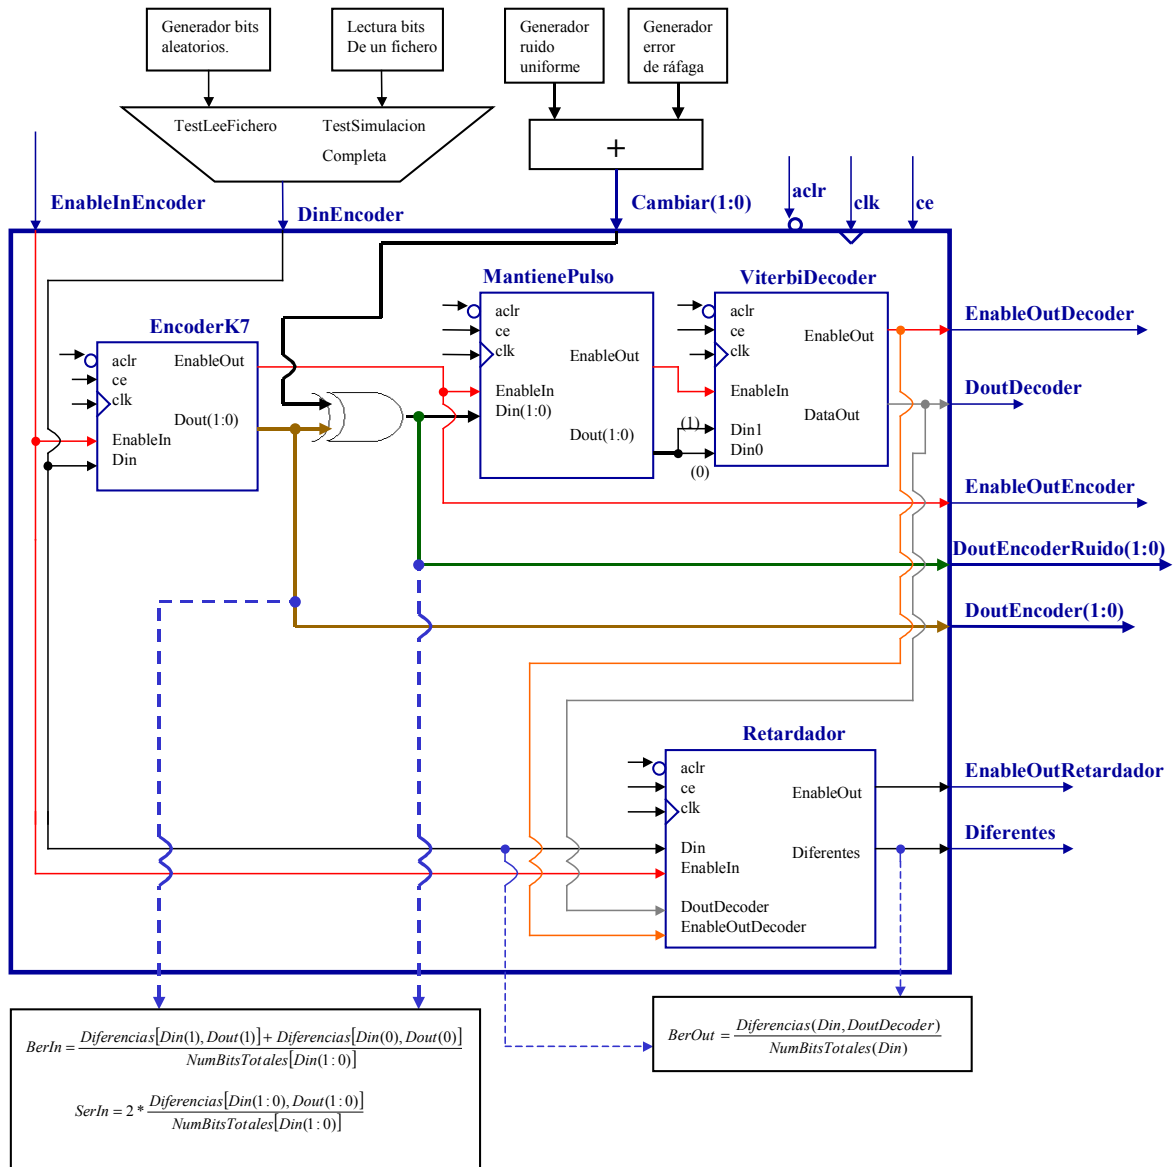 Generador bits
aleatorios.
Lectura bits
De un fichero
Generador
ruido
uniforme
Generador
error
de ráfaga
TestLeeFichero
TestSimulacion
Completa
+
EnableInEncoder
DinEncoder
Cambiar(1:0)
aclr
clk
ce
EncoderK7
aclr
ce
clk
EnableIn
Din
EnableOut
Dout(1:0)
MantienePulso
aclr
ce
clk
EnableIn
Din(1:0)
EnableOut
Dout(1:0)
(1)
(0)
ViterbiDecoder
aclr
ce
clk
EnableIn
Din1
Din0
EnableOut
DataOut
EnableOutDecoder
DoutDecoder
EnableOutEncoder
DoutEncoderRuido(1:0)
DoutEncoder(1:0)
Retardador
aclr
ce
clk
Din
EnableIn
DoutDecoder
EnableOutDecoder
EnableOut
Diferentes
EnableOutRetardador
Diferentes
BerIn = Diferencias[Din(1), Dout(1)] + Diferencias[Din(0), Dout(0)]
NumBitsTotales[Din(1:0)]
SerIn = 2 * Diferencias[Din(1:0), Dout(1:0)]
NumBitsTotales[Din(1:0)]
BerOut = Diferencias(Din, DoutDecoder)
NumBitsTotales(Din)